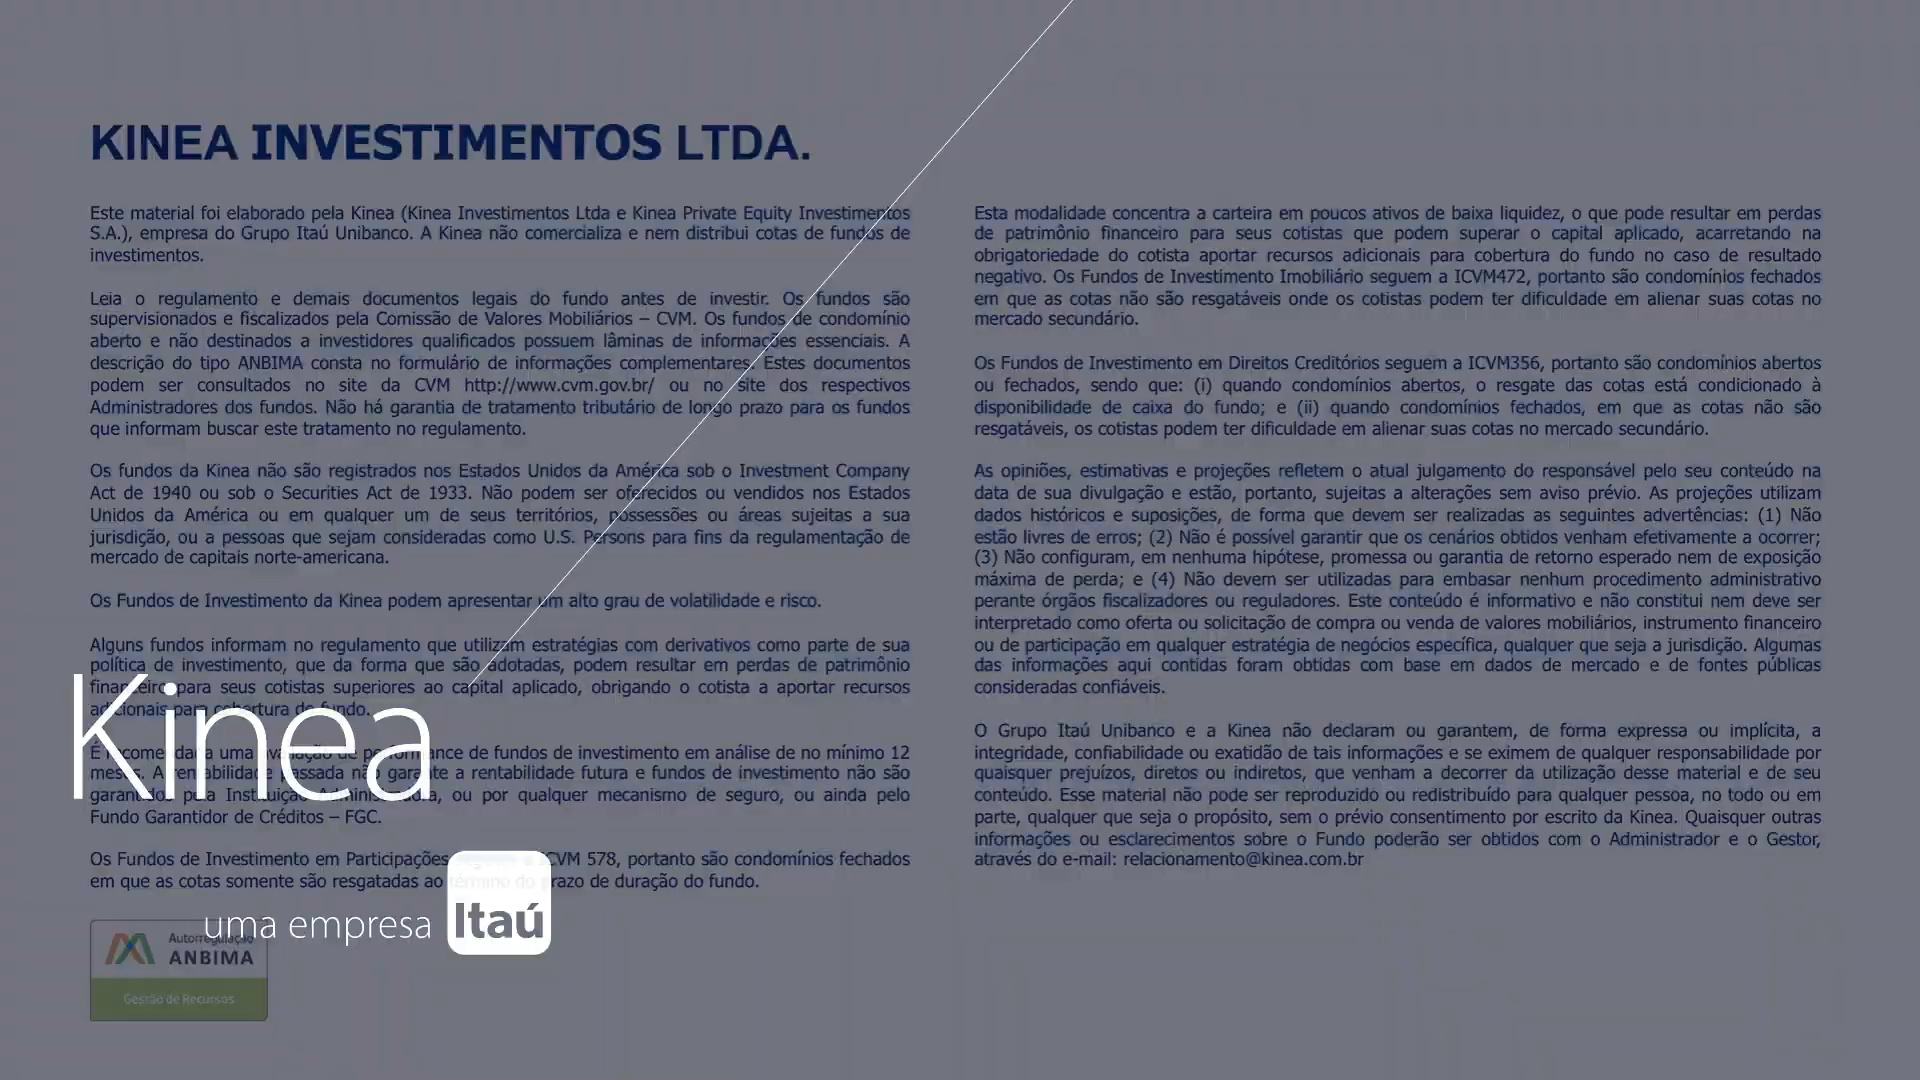 KINEA INVESTIMENTOS LTDA.
Este material foi elaborado pela Kinea (Kinea Investimentos Ltda e Kinea Private Equity Investimentos
S.A.), empresa do Grupo Itaú Unibanco. A Kinea não comercializa e nem distribui cotas de fundos de
investimentos.
Leia o regulamento e demais documentos legais do fundo antes de investir. Os fundos são
supervisionados e fiscalizados pela Comissão de Valores Mobiliários – CVM. Os fundos de condomínio
aberto e não destinados a investidores qualificados possuem lâminas de informações essenciais. A
descrição do tipo ANBIMA consta no formulário de informações complementares. Estes documentos
podem ser consultados no site da CVM http://www.cvm.gov.br/ ou no site dos respectivos
Administradores dos fundos. Não há garantia de tratamento tributário de longo prazo para os fundos
que informam buscar este tratamento no regulamento.
Os fundos da Kinea não são registrados nos Estados Unidos da América sob o Investment Company
Act de 1940 ou sob o Securities Act de 1933. Não podem ser oferecidos ou vendidos nos Estados
Unidos da América ou em qualquer um de seus territórios, possessões ou áreas sujeitas a sua
jurisdição, ou a pessoas que sejam consideradas como U.S. Persons para fins da regulamentação de
mercado de capitais norte-americana.
Os Fundos de Investimento da Kinea podem apresentar um alto grau de volatilidade e risco.
Alguns fundos informam no regulamento que utilizam estratégias com derivativos como parte de sua
política de investimento, que da forma que são adotadas, podem resultar em perdas de patrimônio
financeiro para seus cotistas superiores ao capital aplicado, obrigando o cotista a aportar recursos
adicionais para cobertura do fundo.
É recomendada uma avaliação de performance de fundos de investimento em análise de no mínimo 12
meses. A rentabilidade passada não garante a rentabilidade futura e fundos de investimento não são
garantidos pela Instituição Administradora, ou por qualquer mecanismo de seguro, ou ainda pelo
Fundo Garantidor de Créditos – FGC.
Os Fundos de Investimento em Participações seguem a ICVM 578, portanto são condomínios fechados
em que as cotas somente são resgatadas ao término do prazo de duração do fundo.
Esta modalidade concentra a carteira em poucos ativos de baixa liquidez, o que pode resultar em perdas
de patrimônio financeiro para seus cotistas que podem superar o capital aplicado, acarretando na
obrigatoriedade do cotista aportar recursos adicionais para cobertura do fundo no caso de resultado
negativo. Os Fundos de Investimento Imobiliário seguem a ICVM472, portanto são condomínios fechados
em que as cotas não são resgatáveis onde os cotistas podem ter dificuldade em alienar suas cotas no
mercado secundário.
Os Fundos de Investimento em Direitos Creditórios seguem a ICVM356, portanto são condomínios abertos
ou fechados, sendo que: (i) quando condomínios abertos, o resgate das cotas está condicionado à
disponibilidade de caixa do fundo; e (ii) quando condomínios fechados, em que as cotas não são
resgatáveis, os cotistas podem ter dificuldade em alienar suas cotas no mercado secundário.
As opiniões, estimativas e projeções refletem o atual julgamento do responsável pelo seu conteúdo na
data de sua divulgação e estão, portanto, sujeitas a alterações sem aviso prévio. As projeções utilizam
dados históricos e suposições, de forma que devem ser realizadas as seguintes advertências: (1) Não
estão livres de erros; (2) Não é possível garantir que os cenários obtidos venham efetivamente a ocorrer;
(3) Não configuram, em nenhuma hipótese, promessa ou garantia de retorno esperado nem de exposição
máxima de perda; e (4) Não devem ser utilizadas para embasar nenhum procedimento administrativo
perante órgãos fiscalizadores ou reguladores. Este conteúdo é informativo e não constitui nem deve ser
interpretado como oferta ou solicitação de compra ou venda de valores mobiliários, instrumento financeiro
ou de participação em qualquer estratégia de negócios específica, qualquer que seja a jurisdição. Algumas
das informações aqui contidas foram obtidas com base em dados de mercado e de fontes públicas
consideradas confiáveis.
O Grupo Itaú Unibanco e a Kinea não declaram ou garantem, de forma expressa ou implícita, a
integridade, confiabilidade ou exatidão de tais informações e se eximem de qualquer responsabilidade por
quaisquer prejuízos, diretos ou indiretos, que venham a decorrer da utilização desse material e de seu
conteúdo. Esse material não pode ser reproduzido ou redistribuído para qualquer pessoa, no todo ou em
parte, qualquer que seja o propósito, sem o prévio consentimento por escrito da Kinea. Quaisquer outras
informações ou esclarecimentos sobre o Fundo poderão ser obtidos com o Administrador e o Gestor,
através do e-mail: relacionamento@kinea.com.br
Kinea
uma empresa Itaú
Autorregulação
ANBIMA
Gestão de Recursos